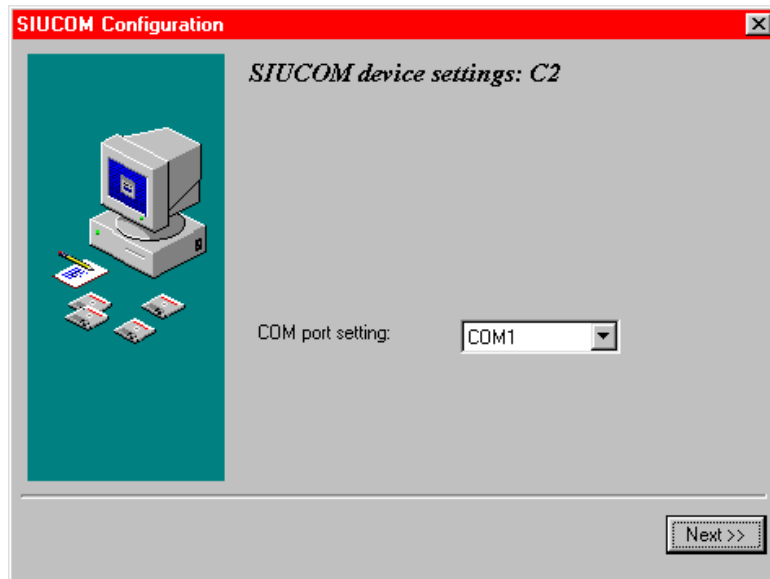 SIUCOM Configuration
SIUCOM device settings: C2
COM port setting:
COM1
Next >>